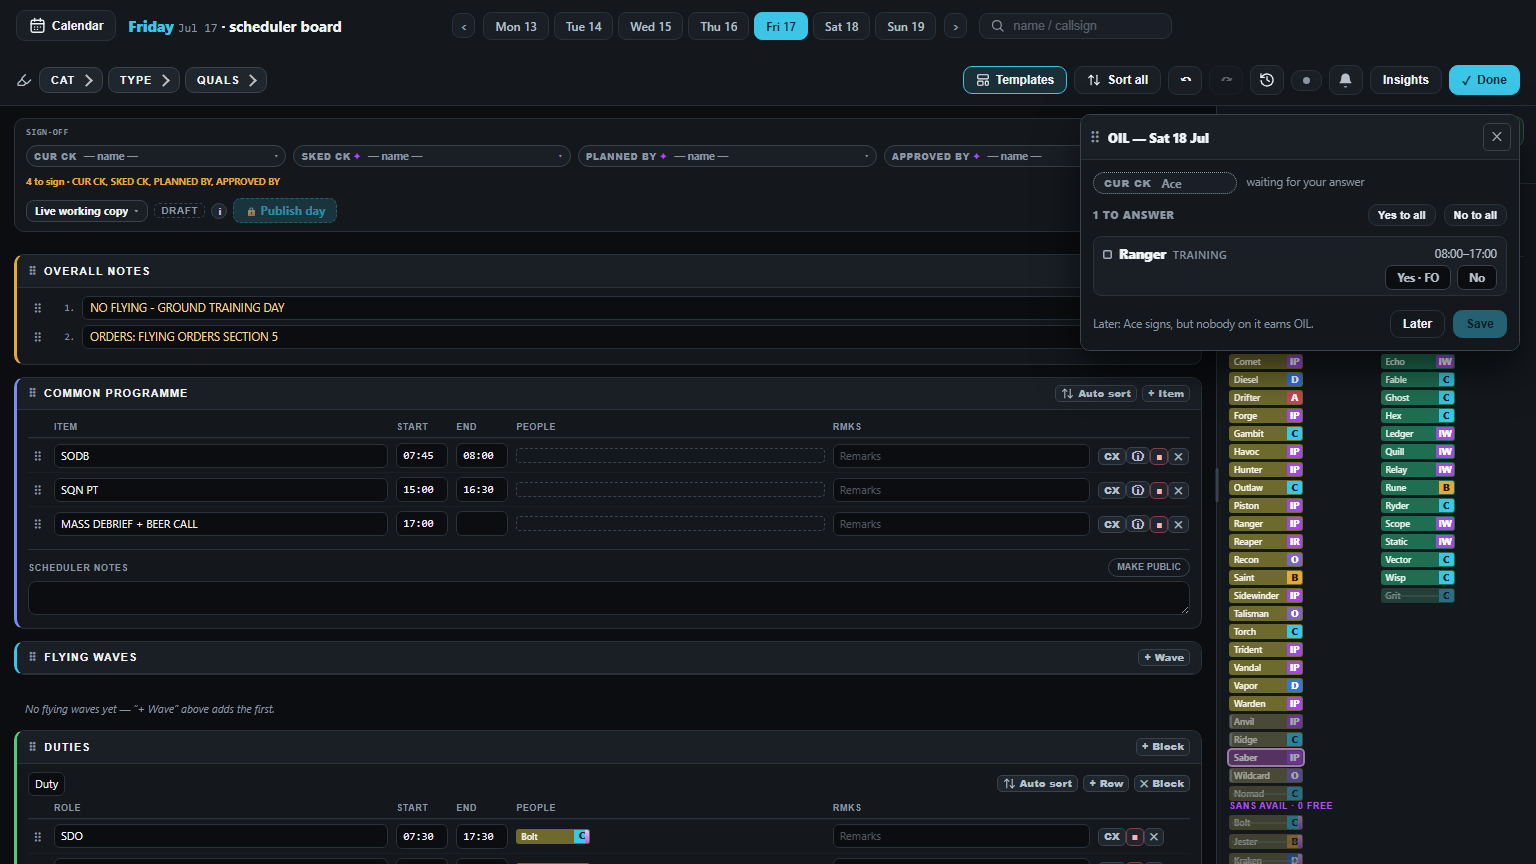 Calendar
Friday Jul 17 · scheduler board
‹ Mon 13 Tue 14 Wed 15 Thu 16 Fri 17 Sat 18 Sun 19 ›
name / callsign
CAT TYPE QUALS
Templates Sort all Insights ✓ Done
SIGN-OFF
CUR CK — name —
SKED CK ✦ — name —
PLANNED BY ✦ — name —
APPROVED BY ✦ — name —
4 to sign · CUR CK, SKED CK, PLANNED BY, APPROVED BY
Live working copy DRAFT i Publish day
OIL — Sat 18 Jul
CUR CK Ace waiting for your answer
1 TO ANSWER Yes to all No to all
Ranger TRAINING 08:00–17:00
Yes · FO No
Later: Ace signs, but nobody on it earns OIL. Later Save
OVERALL NOTES
1. NO FLYING - GROUND TRAINING DAY
2. ORDERS: FLYING ORDERS SECTION 5
COMMON PROGRAMME Auto sort + Item
ITEM START END PEOPLE RMKS
SODB 07:45 08:00 Remarks CX
SQN PT 15:00 16:30 Remarks CX
MASS DEBRIEF + BEER CALL 17:00 Remarks CX
SCHEDULER NOTES MAKE PUBLIC
FLYING WAVES + Wave
No flying waves yet — "+ Wave" above adds the first.
DUTIES + Block
Duty Auto sort + Row ✕ Block
ROLE START END PEOPLE RMKS
SDO 07:30 17:30 Bolt C Remarks CX
Comet IP
Diesel D
Drifter A
Forge IP
Gambit C
Havoc IP
Hunter IP
Outlaw C
Piston IP
Ranger IP
Reaper IR
Recon O
Saint B
Sidewinder IP
Talisman O
Torch C
Trident IP
Vandal IP
Vapor D
Warden IP
Anvil IP
Ridge C
Saber IP
Wildcard O
Nomad C
SANS AVAIL · 0 FREE
Bolt C
Jester B
Kraken D
Echo IW
Fable C
Ghost C
Hex C
Ledger IW
Quill IW
Relay IW
Rune B
Ryder C
Scope IW
Static IW
Vector C
Wisp C
Grit C